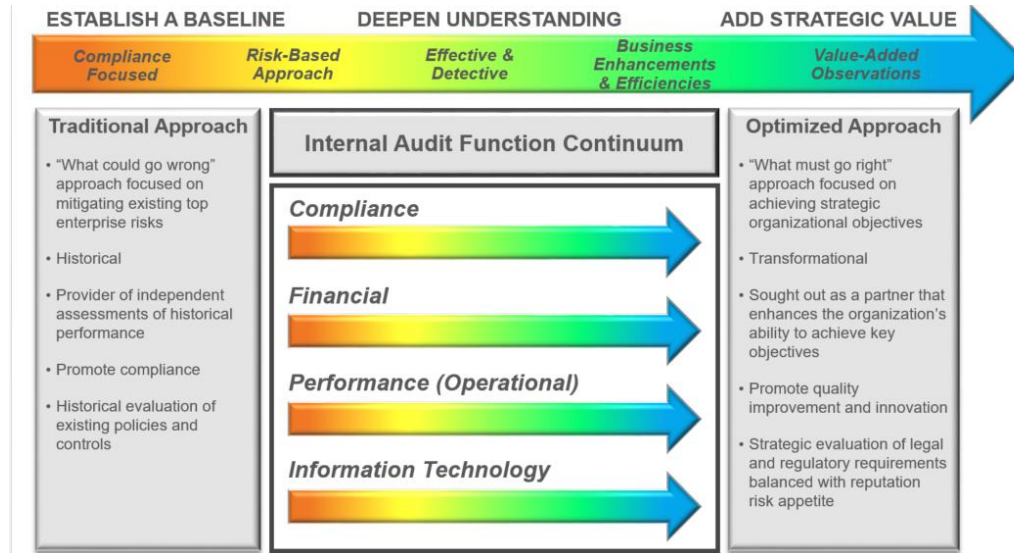 ESTABLISH A BASELINE
DEEPEN UNDERSTANDING
ADD STRATEGIC VALUE
Compliance
Focused
Risk-Based
Approach
Effective &
Detective
Business
Enhancements
& Efficiencies
Value-Added
Observations
Traditional Approach
• “What could go wrong”
approach focused on
mitigating existing top
enterprise risks
• Historical
• Provider of independent
assessments of historical
performance
• Promote compliance
• Historical evaluation of
existing policies and
controls
Internal Audit Function Continuum
Compliance
Financial
Performance (Operational)
Information Technology
Optimized Approach
• “What must go right”
approach focused on
achieving strategic
organizational objectives
• Transformational
• Sought out as a partner that
enhances the organization’s
ability to achieve key
objectives
• Promote quality
improvement and innovation
• Strategic evaluation of legal
and regulatory requirements
balanced with reputation
risk appetite